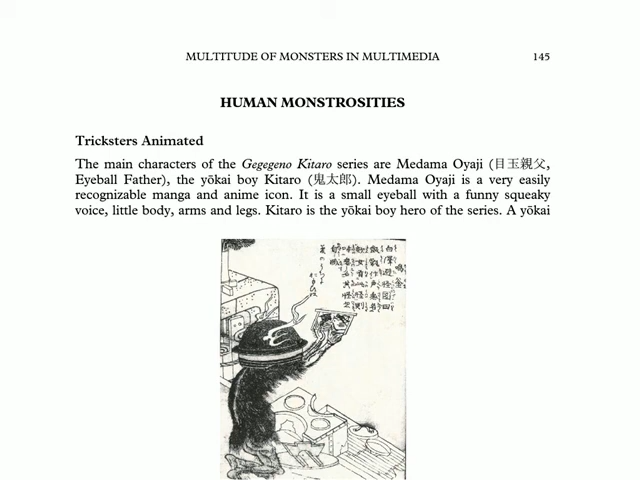 MULTITUDE OF MONSTERS IN MULTIMEDIA 145
HUMAN MONSTROSITIES
Tricksters Animated
The main characters of the Gegegeno Kitaro series are Medama Oyaji (目玉親父,
Eyeball Father), the yōkai boy Kitaro (鬼太郎). Medama Oyaji is a very easily
recognizable manga and anime icon. It is a small eyeball with a funny squeaky
voice, little body, arms and legs. Kitaro is the yōkai boy hero of the series. A yōkai
鳴釜